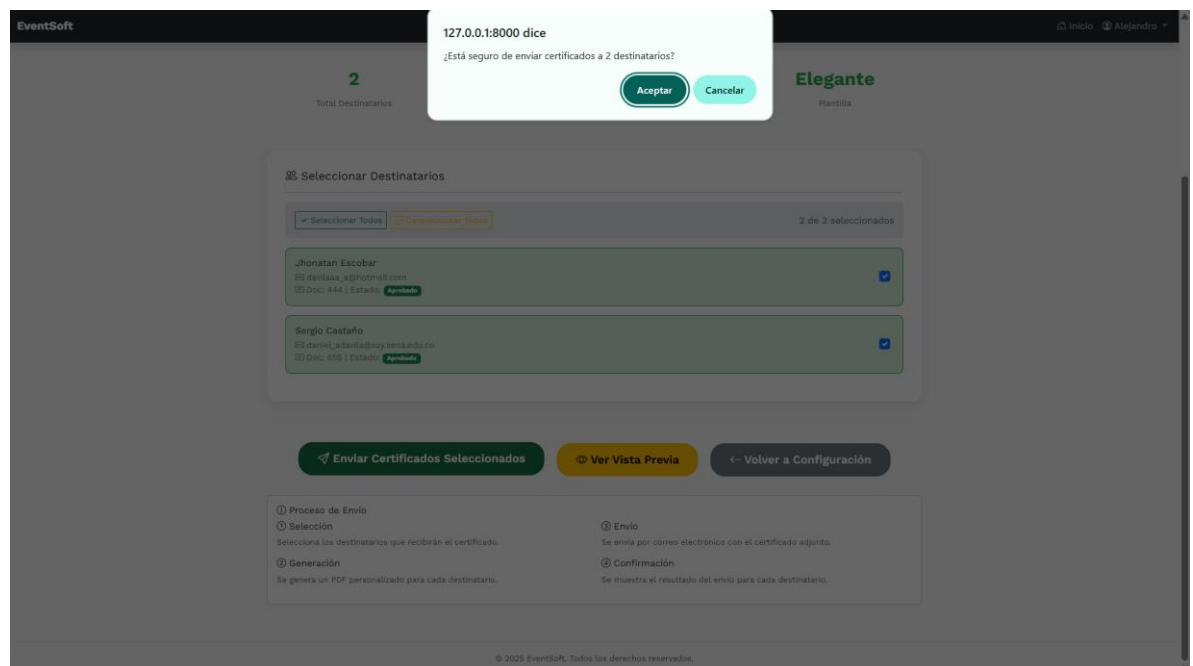 EventSoft
127.0.0.1:8000 dice
Inicio Alejandro
¿Está seguro de enviar certificados a 2 destinatarios?
Aceptar Cancelar
2
Total Destinatarios
Elegante
Plantilla
Seleccionar Destinatarios
Seleccionar Todos Deseleccionar Todos
2 de 2 seleccionados
Jhonatan Escobar
davilaaa_a@hotmail.com
Doc: 444 | Estado: Aprobado
Sergio Castaño
daniel_adavila@soy.sena.edu.co
Doc: 555 | Estado: Aprobado
Enviar Certificados Seleccionados
Ver Vista Previa
← Volver a Configuración
Proceso de Envío
1 Selección
Selecciona los destinatarios que recibirán el certificado.
2 Generación
Se genera un PDF personalizado para cada destinatario.
3 Envío
Se envía por correo electrónico con el certificado adjunto.
4 Confirmación
Se muestra el resultado del envío para cada destinatario.
© 2025 EventSoft. Todos los derechos reservados.